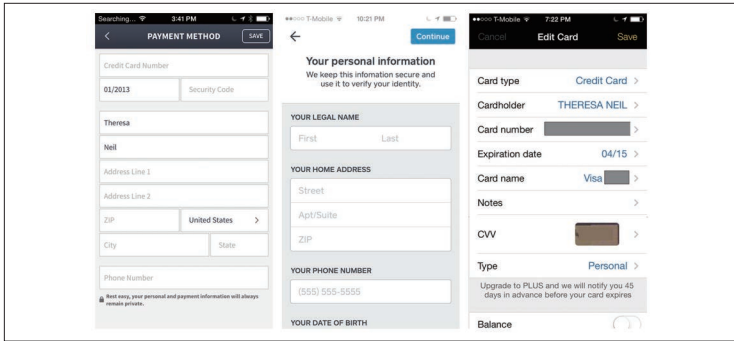 Searching... 3:41 PM
PAYMENT METHOD SAVE
Credit Card Number
01/2013 Security Code
Theresa
Neil
Address Line 1
Address Line 2
ZIP United States
City State
Phone Number
Rest easy, your personal and payment information will always
remain private.
T-Mobile 10:21 PM
Continue
Your personal information
We keep this infomation secure and
use it to verify your identity.
YOUR LEGAL NAME
First Last
YOUR HOME ADDRESS
Street
Apt/Suite
ZIP
YOUR PHONE NUMBER
(555) 555-5555
YOUR DATE OF BIRTH
T-Mobile 7:22 PM
Cancel Edit Card Save
Card type Credit Card
Cardholder THERESA NEIL
Card number
Expiration date 04/15
Card name Visa
Notes
CVV
Type Personal
Upgrade to PLUS and we will notify you 45
days in advance before your card expires
Balance